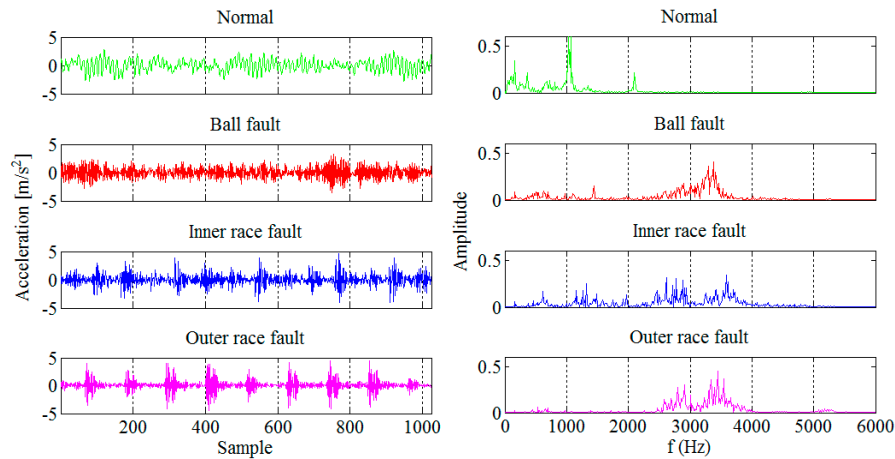 Normal
5
0
-5
Ball fault
5
0
-5
Inner race fault
5
0
-5
Outer race fault
5
0
-5
200 400 600 800 1000
Sample
Acceleration [m/s²]
Normal
0.5
0
Ball fault
0.5
0
Inner race fault
0.5
0
Outer race fault
0.5
0
0 1000 2000 3000 4000 5000 6000
f (Hz)
Amplitude